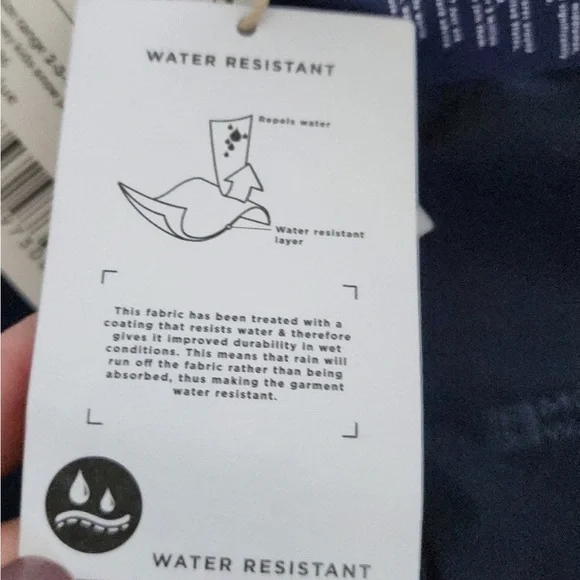 WATER RESISTANT
Repels water
Water resistant
layer
This fabric has been treated with a
coating that resists water & therefore
gives it improved durability in wet
conditions. This means that rain will
run off the fabric rather than being
absorbed, thus making the garment
water resistant.
WATER RESISTANT